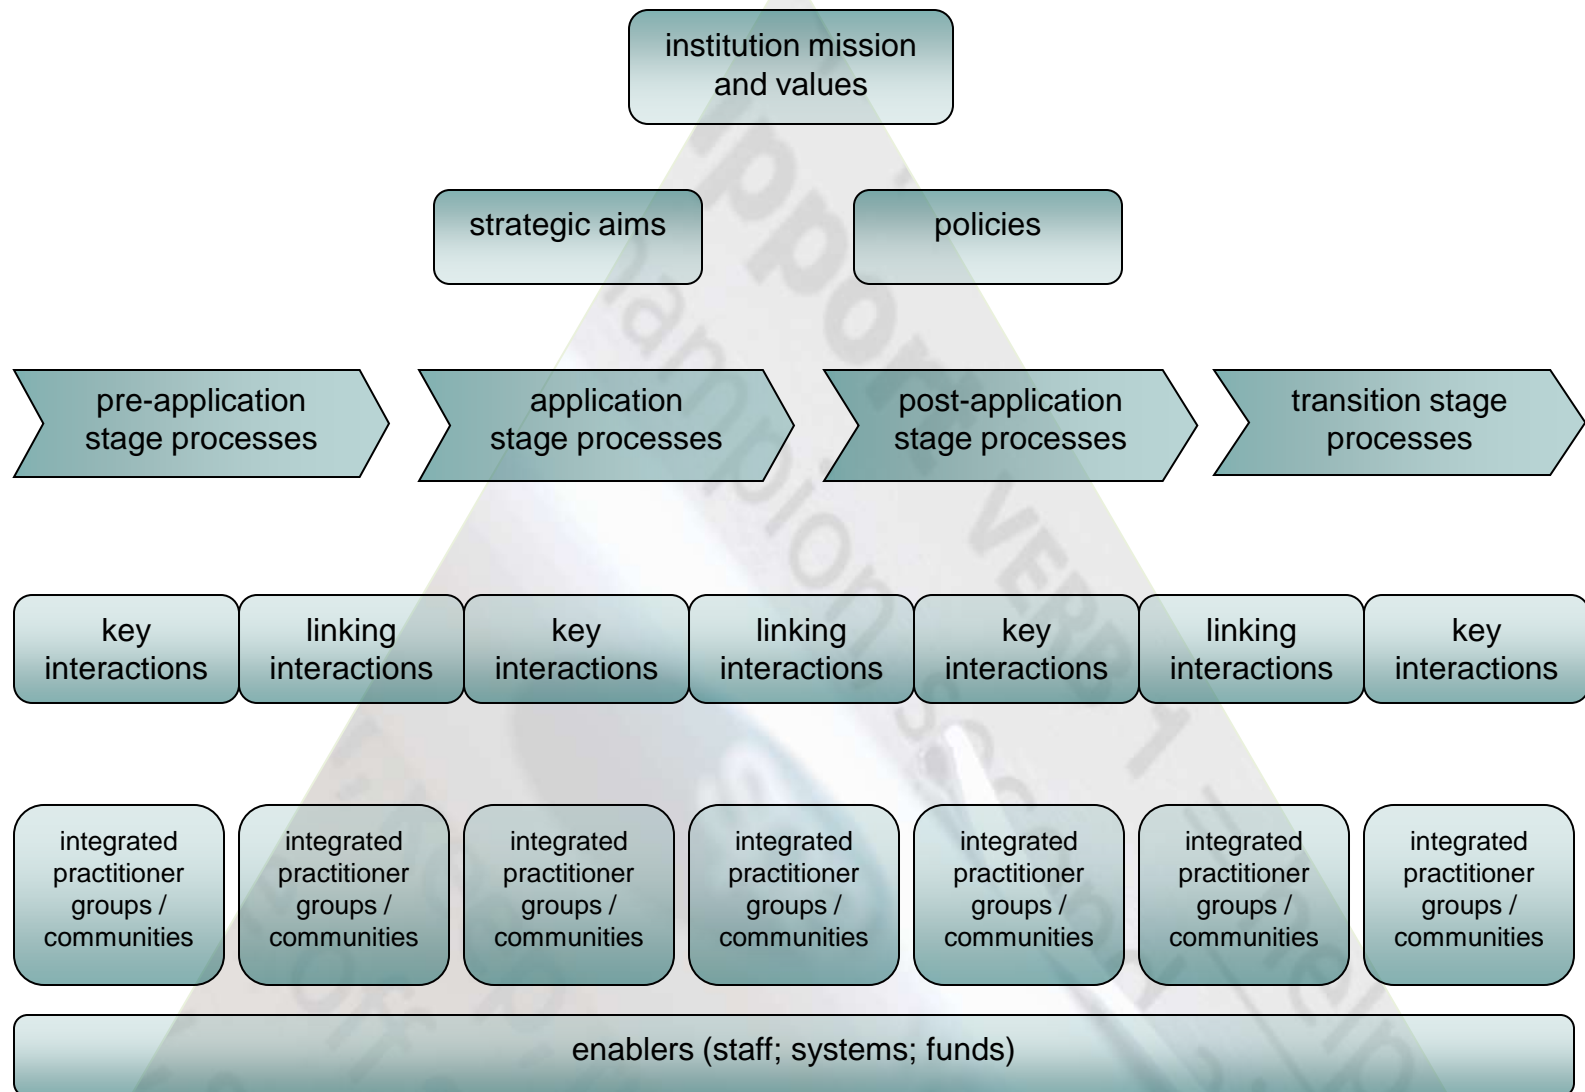 institution mission
and values
strategic aims
policies
pre-application
stage processes
application
stage processes
post-application
stage processes
transition stage
processes
key
interactions
linking
interactions
key
interactions
linking
interactions
key
interactions
linking
interactions
key
interactions
integrated
practitioner
groups /
communities
integrated
practitioner
groups /
communities
integrated
practitioner
groups /
communities
integrated
practitioner
groups /
communities
integrated
practitioner
groups /
communities
integrated
practitioner
groups /
communities
integrated
practitioner
groups /
communities
enablers (staff; systems; funds)
VERB 1